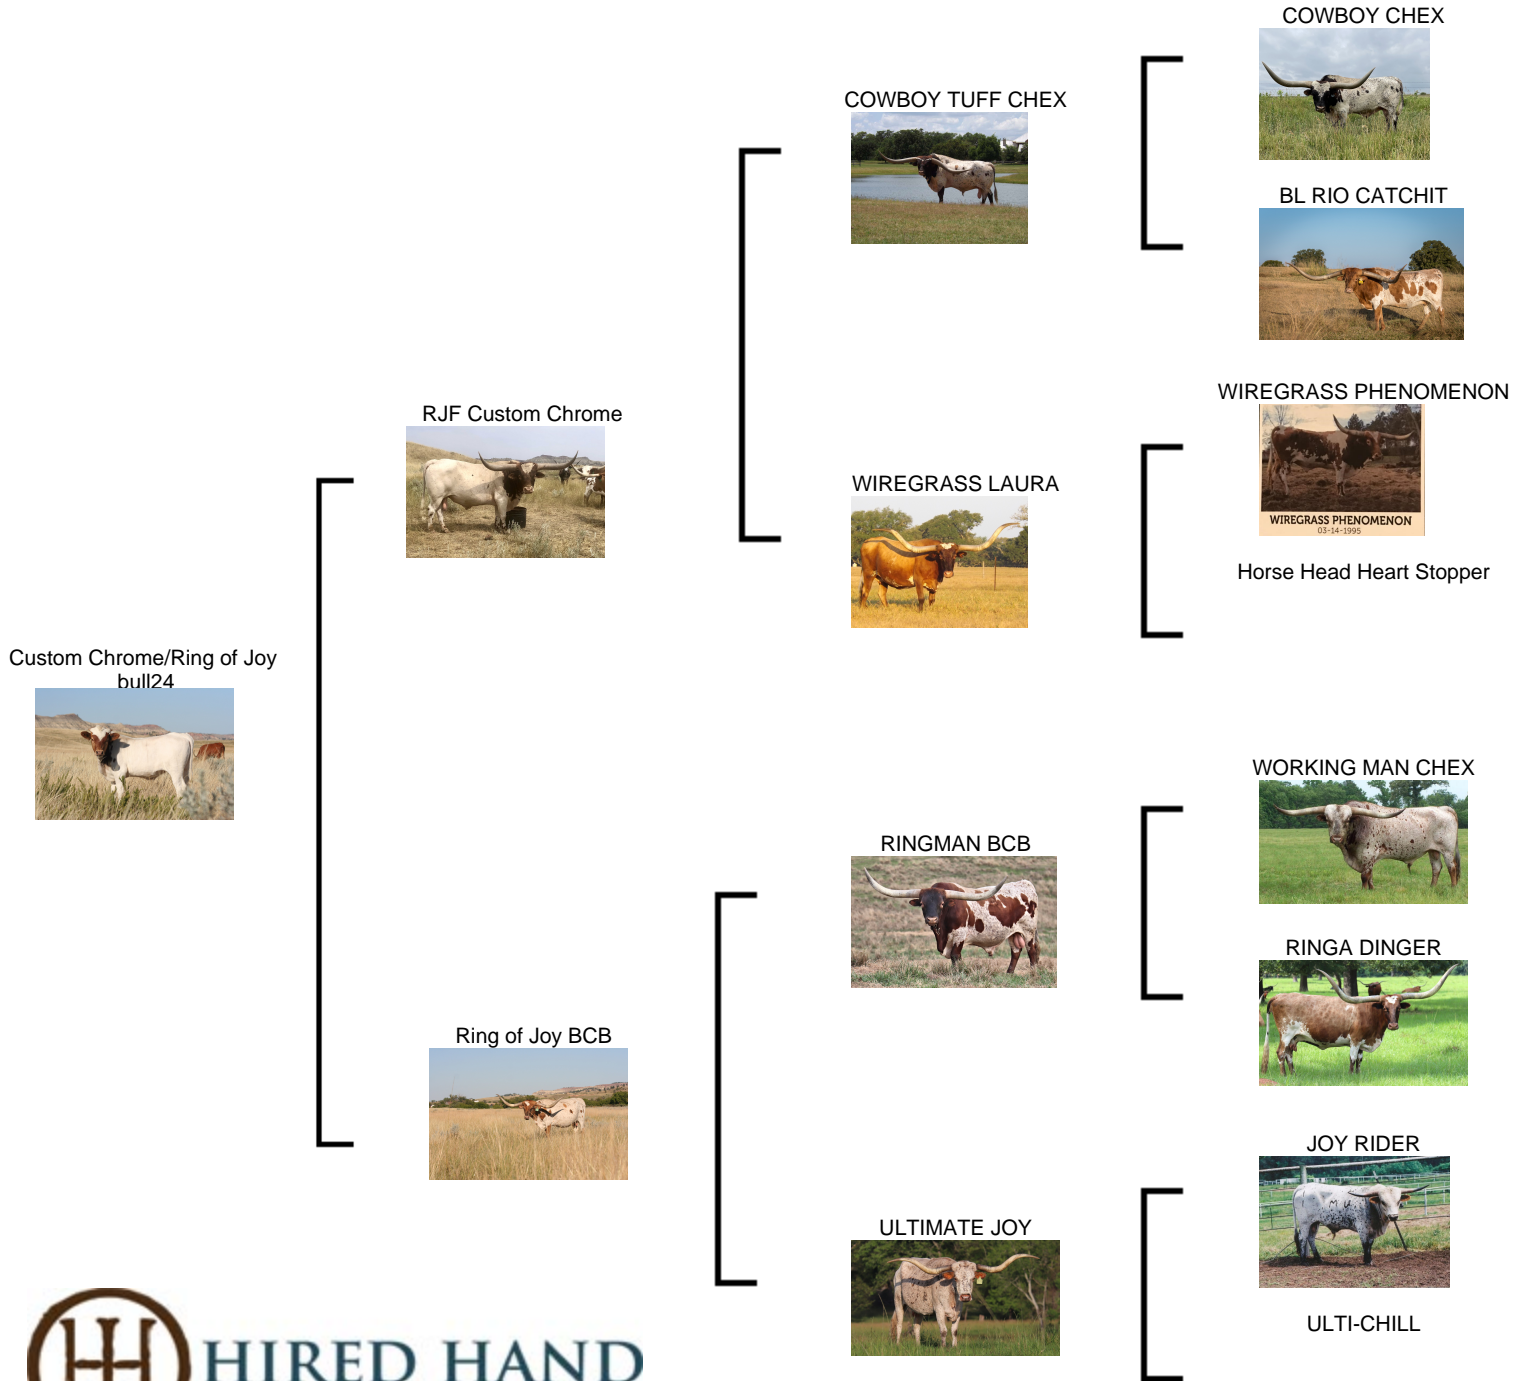 COWBOY CHEX
COWBOY TUFF CHEX
BL RIO CATCHIT
WIREGRASS PHENOMENON
RJF Custom Chrome
WIREGRASS LAURA
WIREGRASS PHENOMENON
03-14-1995
Horse Head Heart Stopper
Custom Chrome/Ring of Joy
bull24
WORKING MAN CHEX
RINGMAN BCB
RINGA DINGER
Ring of Joy BCB
JOY RIDER
ULTIMATE JOY
ULTI-CHILL
HIRED HAND